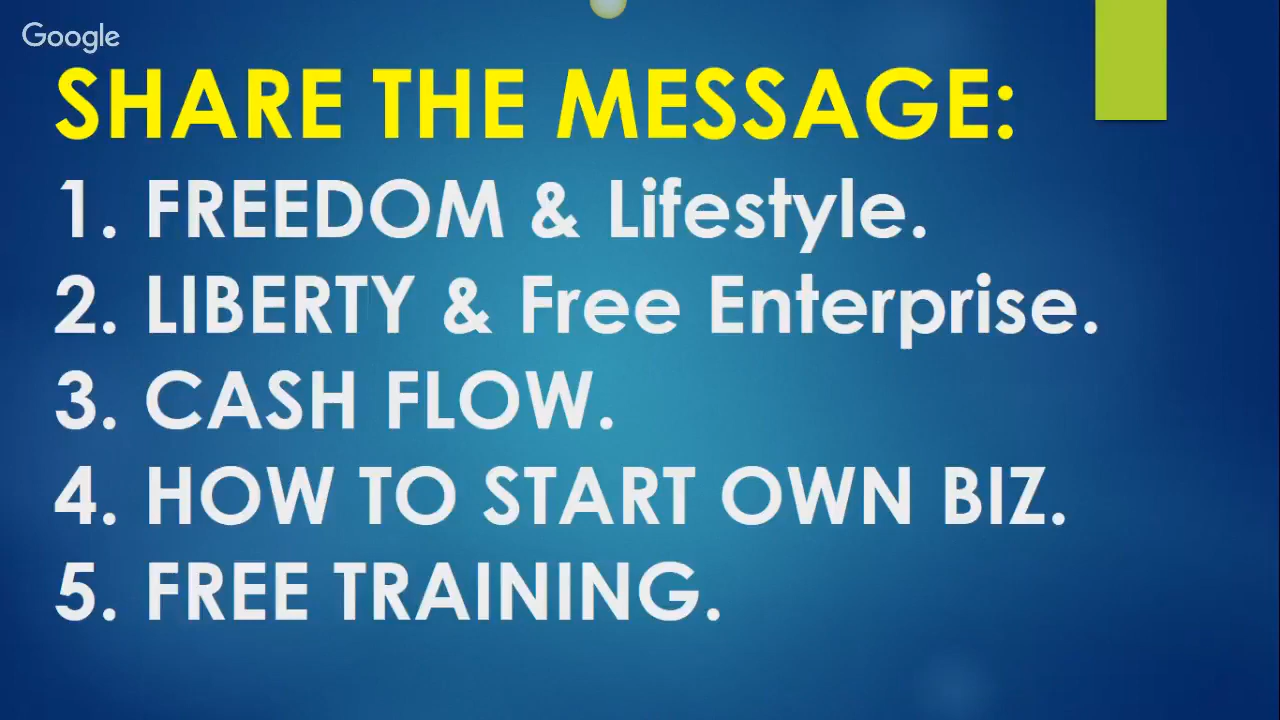 Google
SHARE THE MESSAGE:
1. FREEDOM & Lifestyle.
2. LIBERTY & Free Enterprise.
3. CASH FLOW.
4. HOW TO START OWN BIZ.
5. FREE TRAINING.